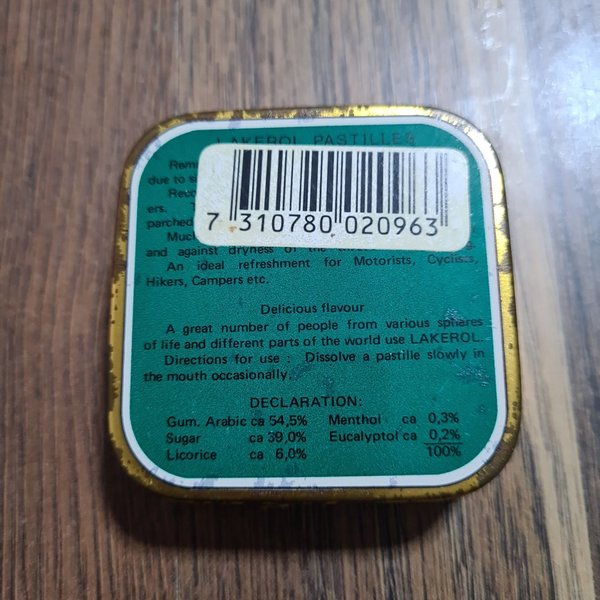 LAKEROL PASTILLES
due to
ers.
parched
7 310780 020963
and against dryness of the
An ideal refreshment for Motorists, Cyclists,
Hikers, Campers etc.
Delicious flavour
A great number of people from various spheres
of life and different parts of the world use LAKEROL.
Directions for use : Dissolve a pastille slowly in
the mouth occasionally.
DECLARATION:
Gum. Arabic ca 54,5% Menthol ca 0,3%
Sugar ca 39,0% Eucalyptol ca 0,2%
Licorice ca 6,0% 100%